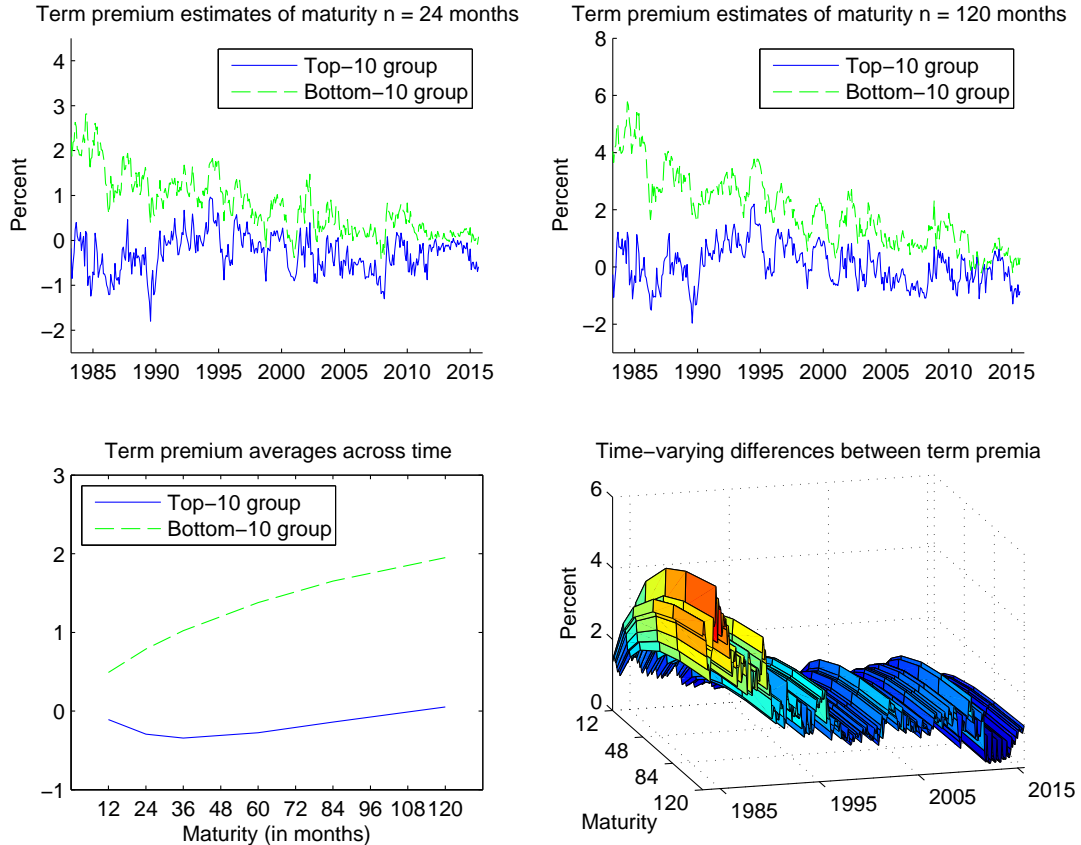 Term premium estimates of maturity n = 24 months
4
3
2
1
0
−1
−2
Percent
Top−10 group
Bottom−10 group
1985 1990 1995 2000 2005 2010 2015
Term premium estimates of maturity n = 120 months
8
6
4
2
0
−2
Percent
Top−10 group
Bottom−10 group
1985 1990 1995 2000 2005 2010 2015
Term premium averages across time
3
2
1
0
−1
Top−10 group
Bottom−10 group
12 24 36 48 60 72 84 96 108 120
Maturity (in months)
Time−varying differences between term premia
6
4
2
0
Percent
12
48
84
120
Maturity
1985
1995
2005
2015